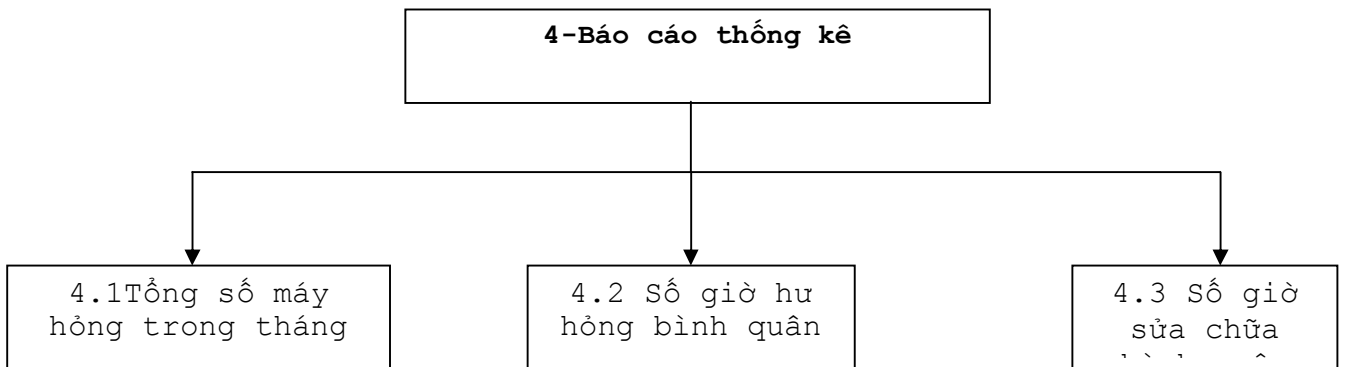 4-Báo cáo thống kê
4.1Tổng số máy
hỏng trong tháng
4.2 Số giờ hư
hỏng bình quân
4.3 Số giờ
sửa chữa